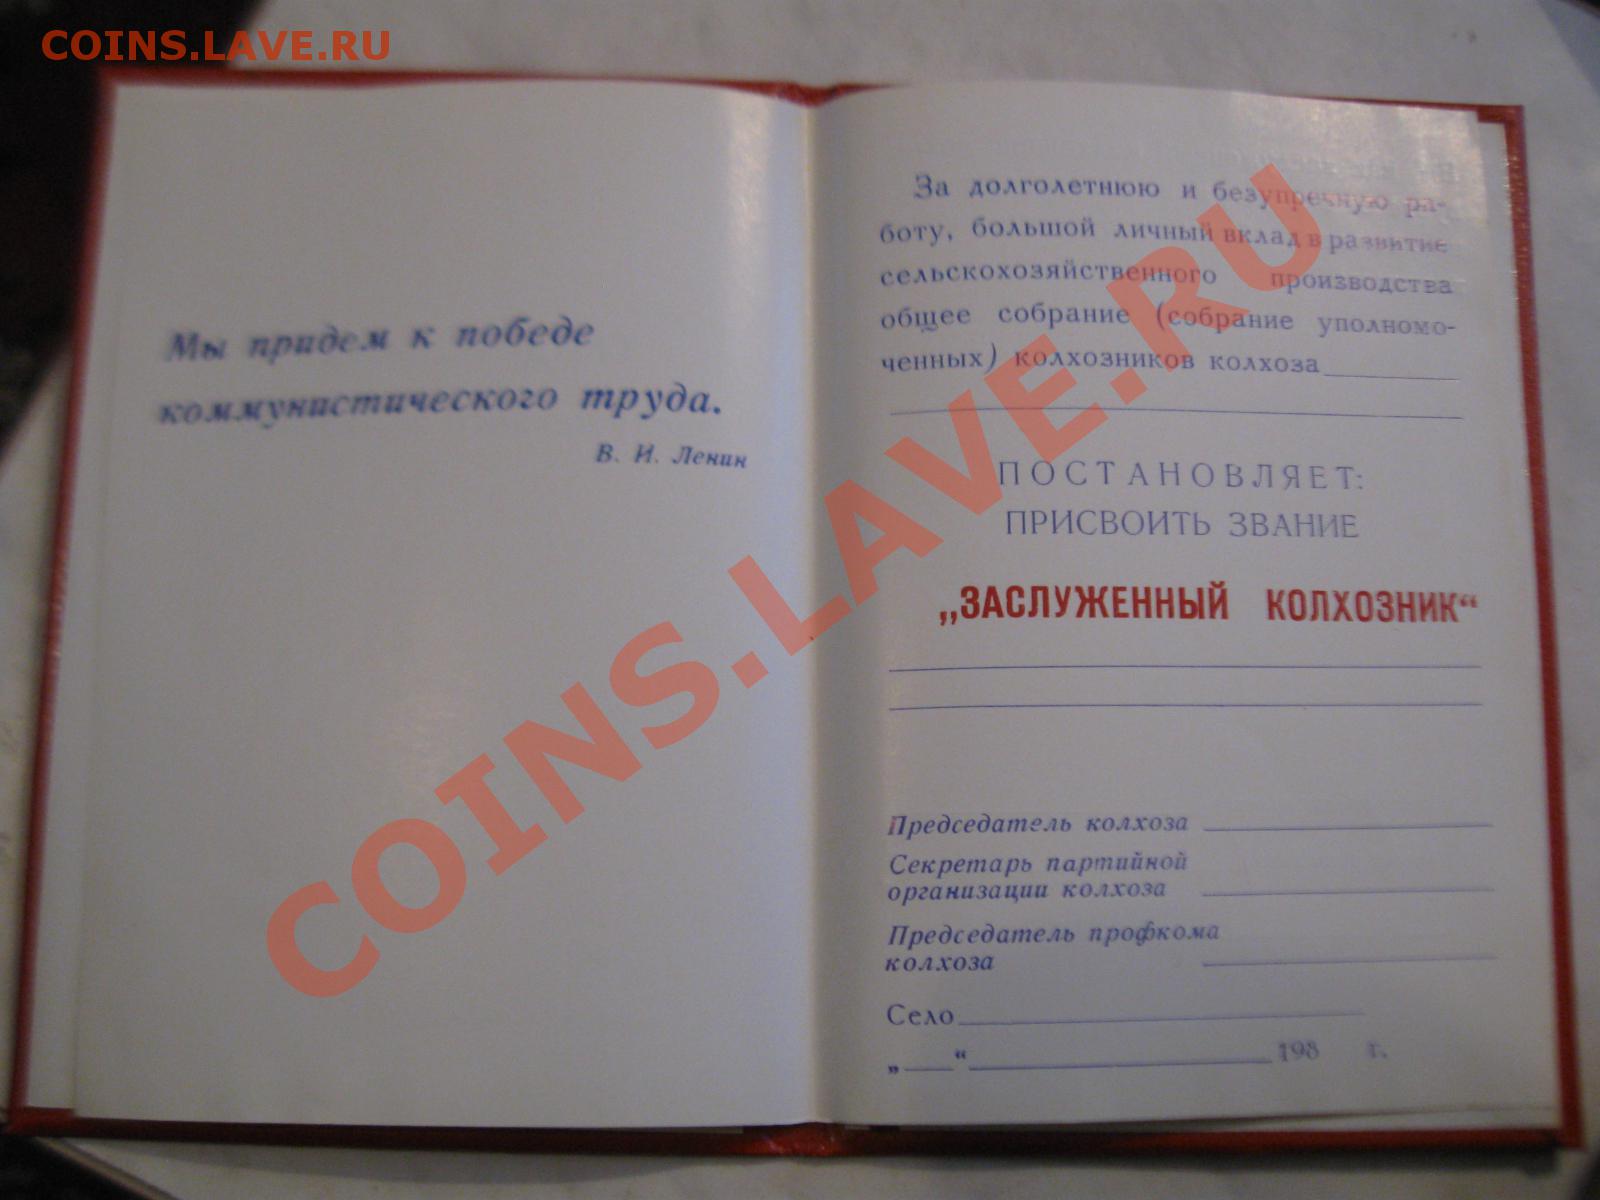 COINS.LAVE.RU
Мы придем к победе
коммунистического труда.
В. И. Ленин
За долголетнюю и безупречную ра-
боту, большой личный вклад в развитие
сельскохозяйственного производства
общее собрание (собрание уполномо-
ченных) колхозников колхоза
ПОСТАНОВЛЯЕТ:
ПРИСВОИТЬ ЗВАНИЕ
„ЗАСЛУЖЕННЫЙ КОЛХОЗНИК“
Председатель колхоза
Секретарь партийной
организации колхоза
Председатель профкома
колхоза
Село
„ “ 198 г.
COINS.LAVE.RU